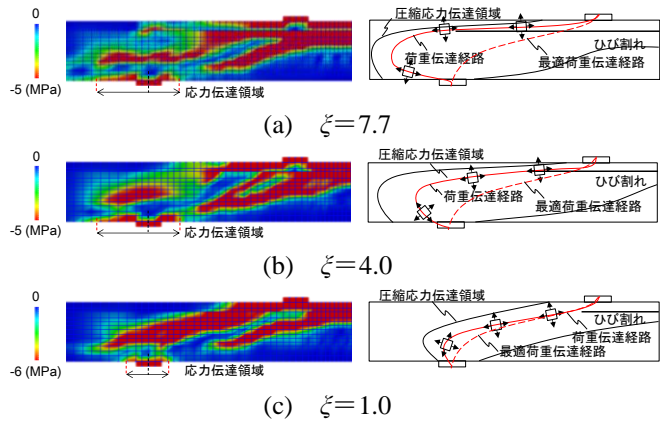 0
-5 (MPa)
応力伝達領域
圧縮応力伝達領域
ひび割れ
荷重伝達経路
最適荷重伝達経路
(a) ξ=7.7
0
-5 (MPa)
応力伝達領域
圧縮応力伝達領域
ひび割れ
荷重伝達経路
最適荷重伝達経路
(b) ξ=4.0
0
-6 (MPa)
応力伝達領域
圧縮応力伝達領域
ひび割れ
荷重伝達経路
最適荷重伝達経路
(c) ξ=1.0